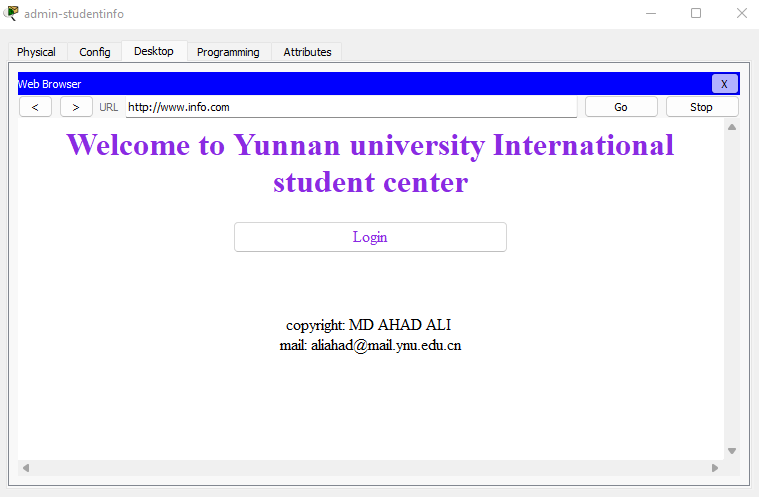 admin-studentinfo
Physical Config Desktop Programming Attributes
Web Browser X
< > URL http://www.info.com Go Stop
Welcome to Yunnan university International
student center
Login
copyright: MD AHAD ALI
mail: aliahad@mail.ynu.edu.cn